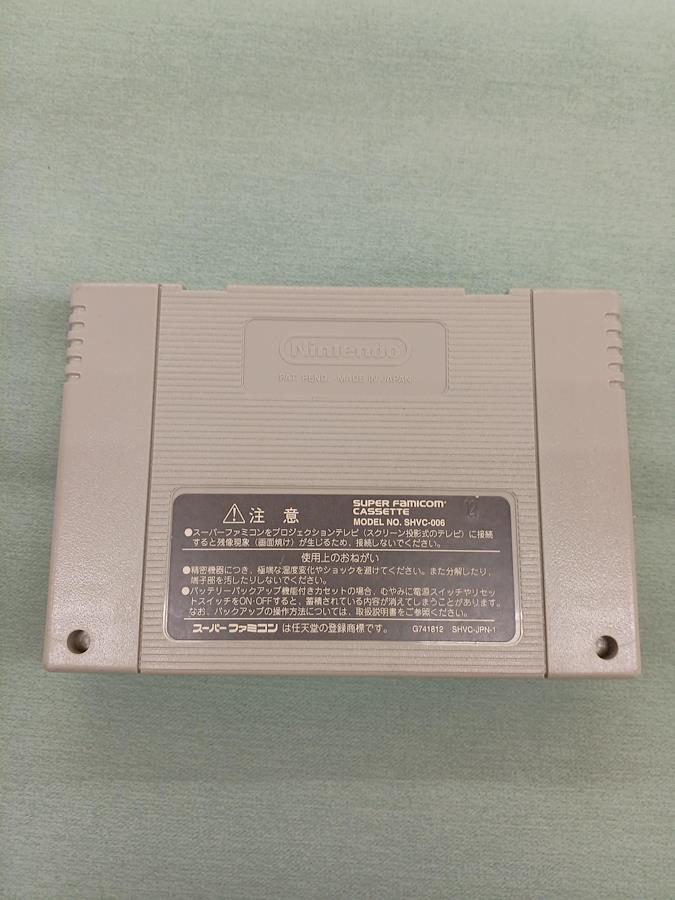 Nintendo
PAT. PEND. MADE IN JAPAN
注 意
SUPER FAMICOM
CASSETTE
MODEL NO. SHVC-006
12
●スーパーファミコンをプロジェクションテレビ(スクリーン投影式のテレビ)に接続
すると残像現象(画面焼け)が生じるため、接続しないでください。
使用上のおねがい
●精密機器につき、極端な温度変化やショックを避けてください。また分解したり、
端子部を汚したりしないでください。
●バッテリーバックアップ機能付きカセットの場合、むやみに電源スイッチやリセッ
トスイッチをON・OFFすると、蓄積されている内容が消えてしまうことがあります。
なお、バックアップの操作方法については、取扱説明書をご参照ください。
スーパーファミコン は任天堂の登録商標です。 G741812 SHVC-JPN-1